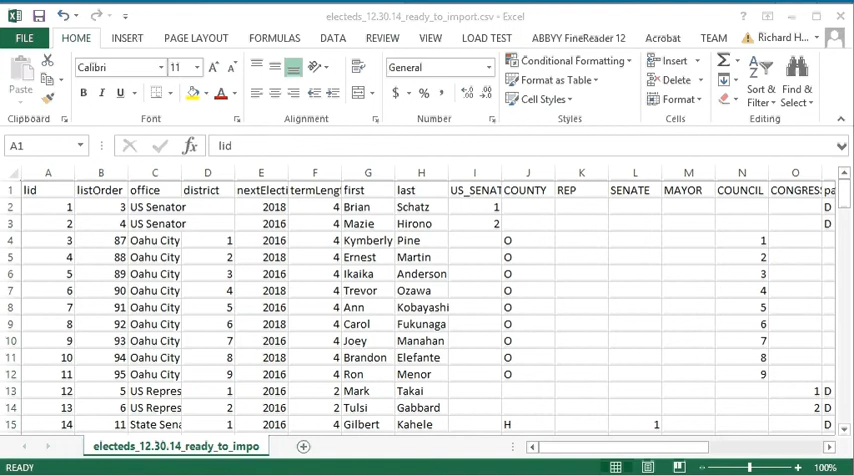 electeds_12.30.14_ready_to_import.csv - Excel
FILE HOME INSERT PAGE LAYOUT FORMULAS DATA REVIEW VIEW LOAD TEST ABBYY FineReader 12 Acrobat TEAM Richard H...
Paste Calibri 11 General Conditional Formatting Insert Sort & Find &
B I U $ % , Format as Table Delete Filter Select
Cell Styles Format
Clipboard Font Alignment Number Styles Cells Editing
A1 fx lid
A B C D E F G H I J K L M N O
1 lid listOrder office district nextElecti termLengt first last US_SENAT COUNTY REP SENATE MAYOR COUNCIL CONGRESS pa
2 1 3 US Senator 2018 4 Brian Schatz 1 D
3 2 4 US Senator 2016 4 Mazie Hirono 2 D
4 3 87 Oahu City 1 2016 4 Kymberly Pine O 1
5 4 88 Oahu City 2 2018 4 Ernest Martin O 2
6 5 89 Oahu City 3 2016 4 Ikaika Anderson O 3
7 6 90 Oahu City 4 2018 4 Trevor Ozawa O 4
8 7 91 Oahu City 5 2016 4 Ann Kobayashi O 5
9 8 92 Oahu City 6 2018 4 Carol Fukunaga O 6
10 9 93 Oahu City 7 2016 4 Joey Manahan O 7
11 10 94 Oahu City 8 2018 4 Brandon Elefante O 8
12 11 95 Oahu City 9 2016 4 Ron Menor O 9
13 12 5 US Repres 1 2016 2 Mark Takai 1 D
14 13 6 US Repres 2 2016 2 Tulsi Gabbard 2 D
15 14 11 State Sena 1 2016 4 Gilbert Kahele H 1 D
electeds_12.30.14_ready_to_impo
READY 100%